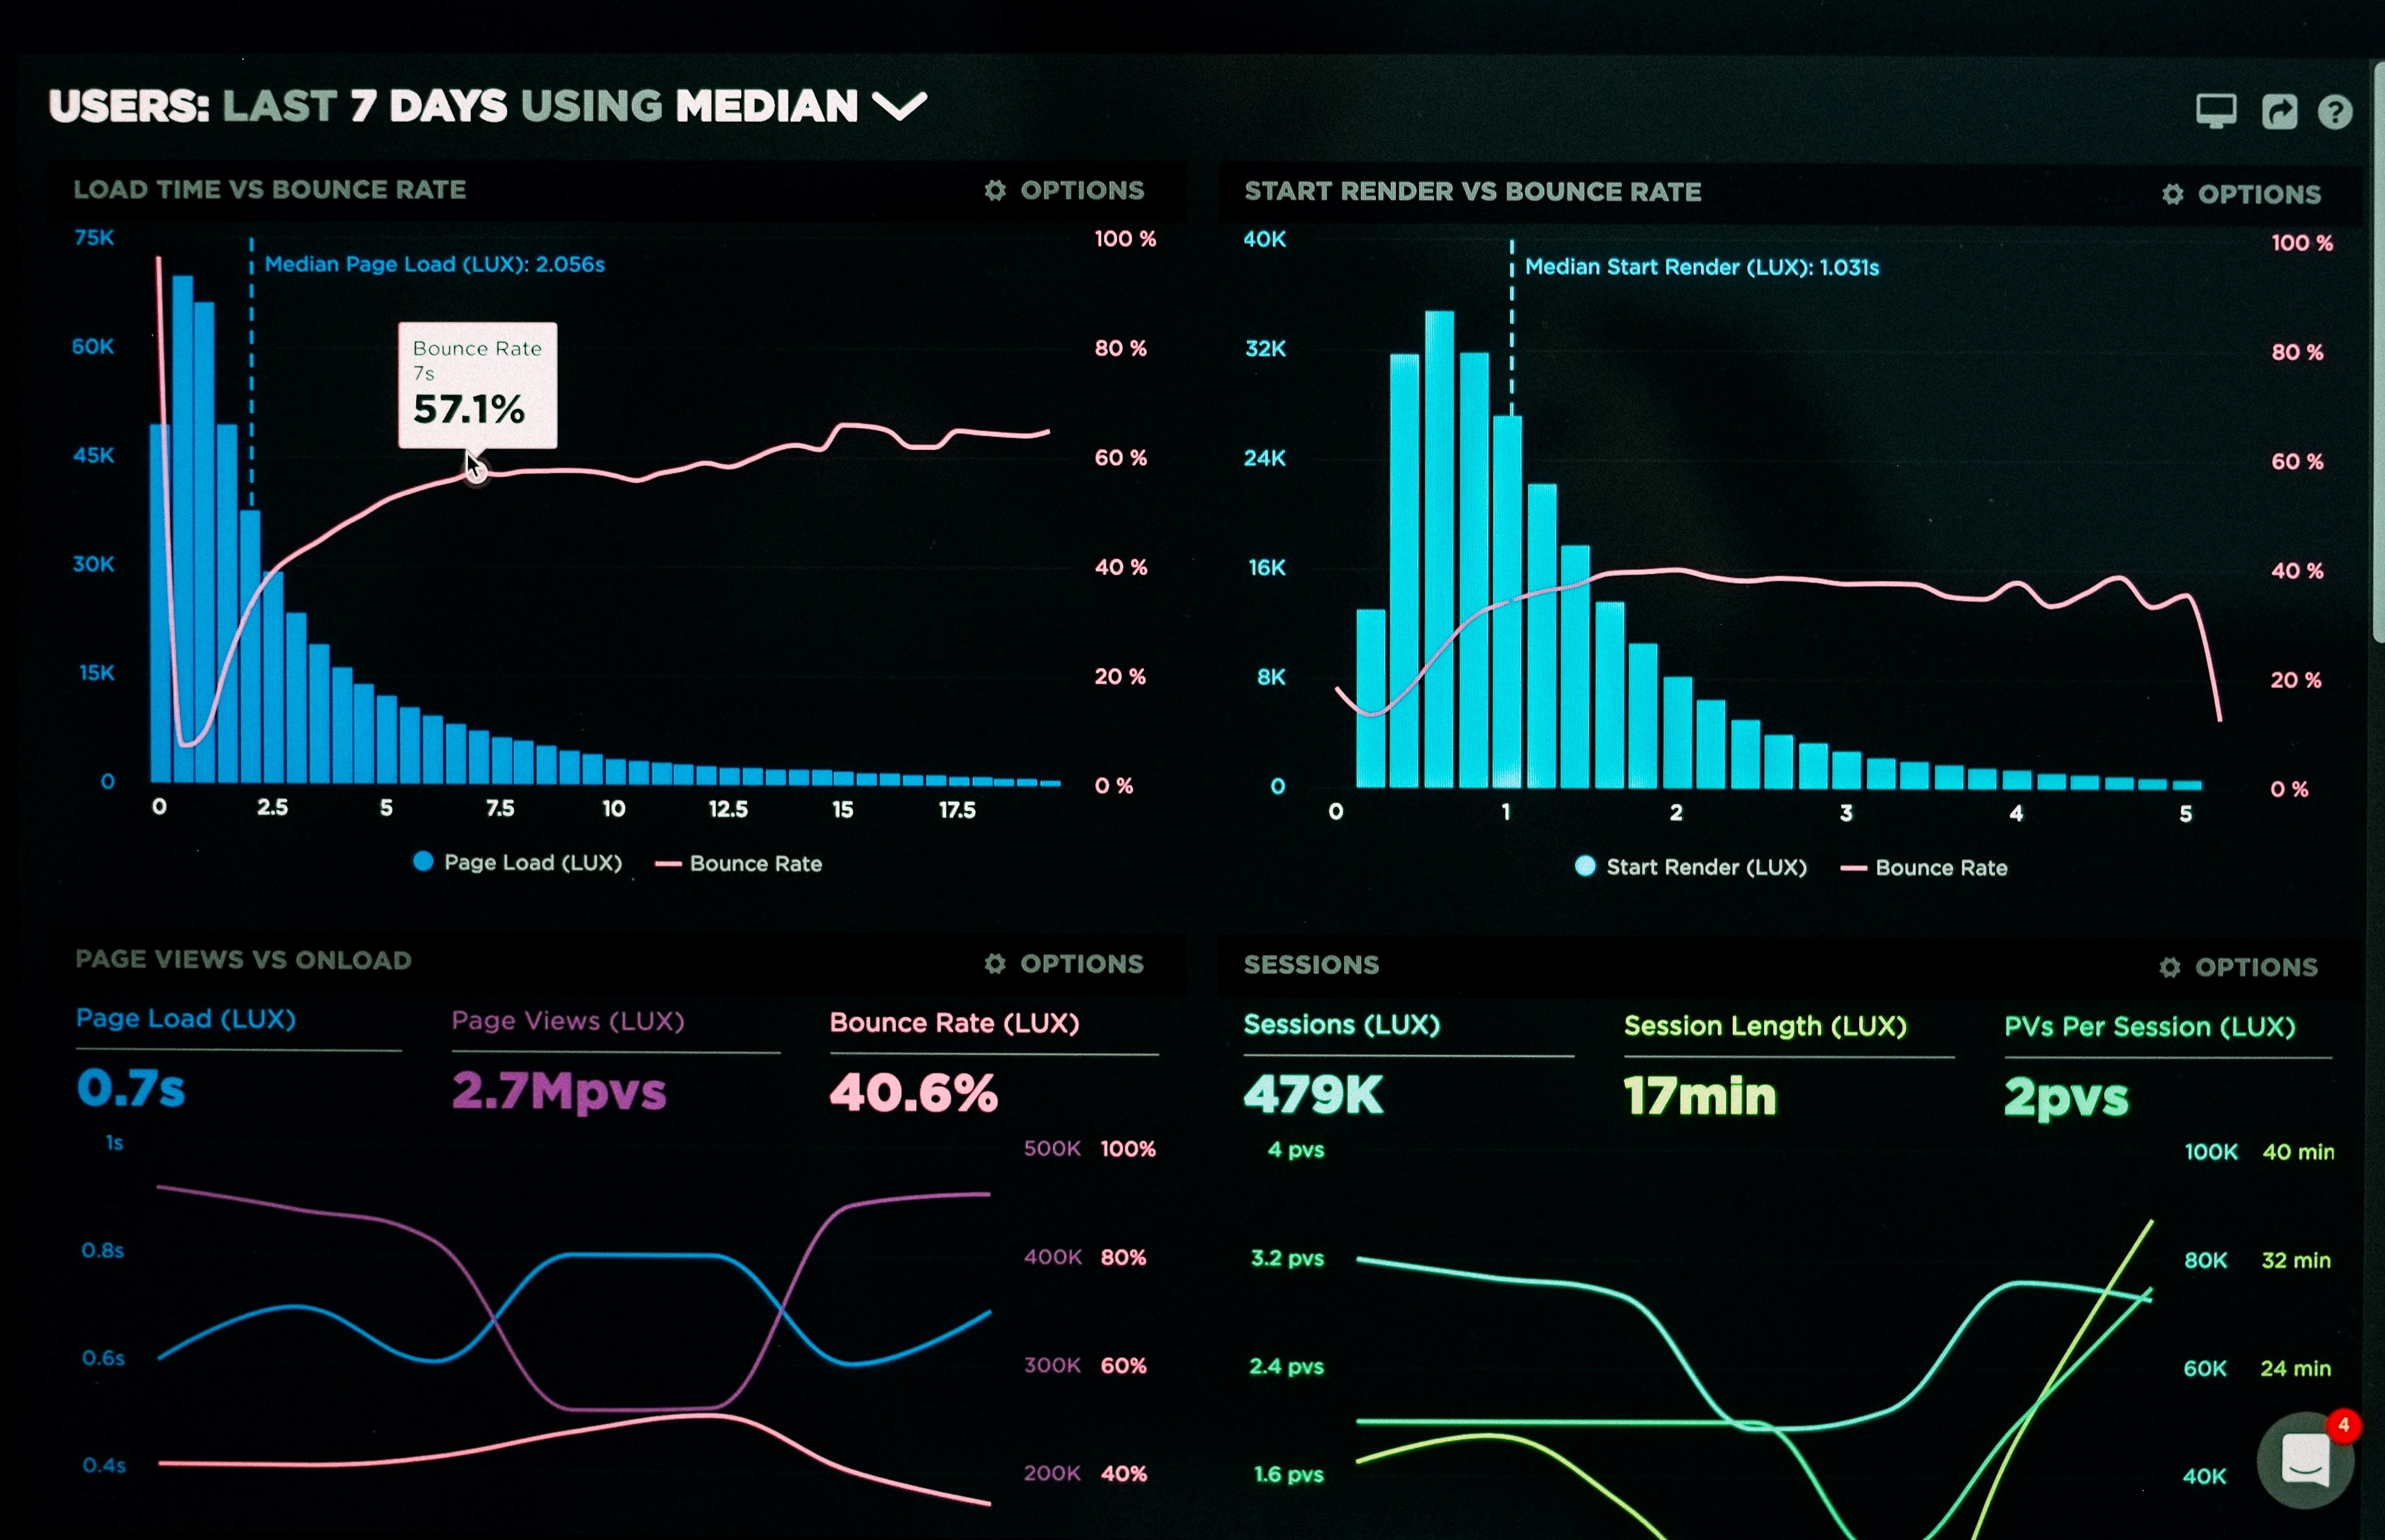 USERS: LAST 7 DAYS USING MEDIAN
LOAD TIME VS BOUNCE RATE
OPTIONS
75K
60K
45K
30K
15K
0
Median Page Load (LUX): 2.056s
Bounce Rate
7s
57.1%
100 %
80 %
60 %
40 %
20 %
0 %
0 2.5 5 7.5 10 12.5 15 17.5
Page Load (LUX) Bounce Rate
START RENDER VS BOUNCE RATE
OPTIONS
40K
32K
24K
16K
8K
0
Median Start Render (LUX): 1.031s
100 %
80 %
60 %
40 %
20 %
0 %
0 1 2 3 4 5
Start Render (LUX) Bounce Rate
PAGE VIEWS VS ONLOAD
OPTIONS
Page Load (LUX)
0.7s
Page Views (LUX)
2.7Mpvs
Bounce Rate (LUX)
40.6%
1s
0.8s
0.6s
0.4s
500K 100%
400K 80%
300K 60%
200K 40%
SESSIONS
OPTIONS
Sessions (LUX)
479K
Session Length (LUX)
17min
PVs Per Session (LUX)
2pvs
4 pvs
3.2 pvs
2.4 pvs
1.6 pvs
100K 40 min
80K 32 min
60K 24 min
40K
4